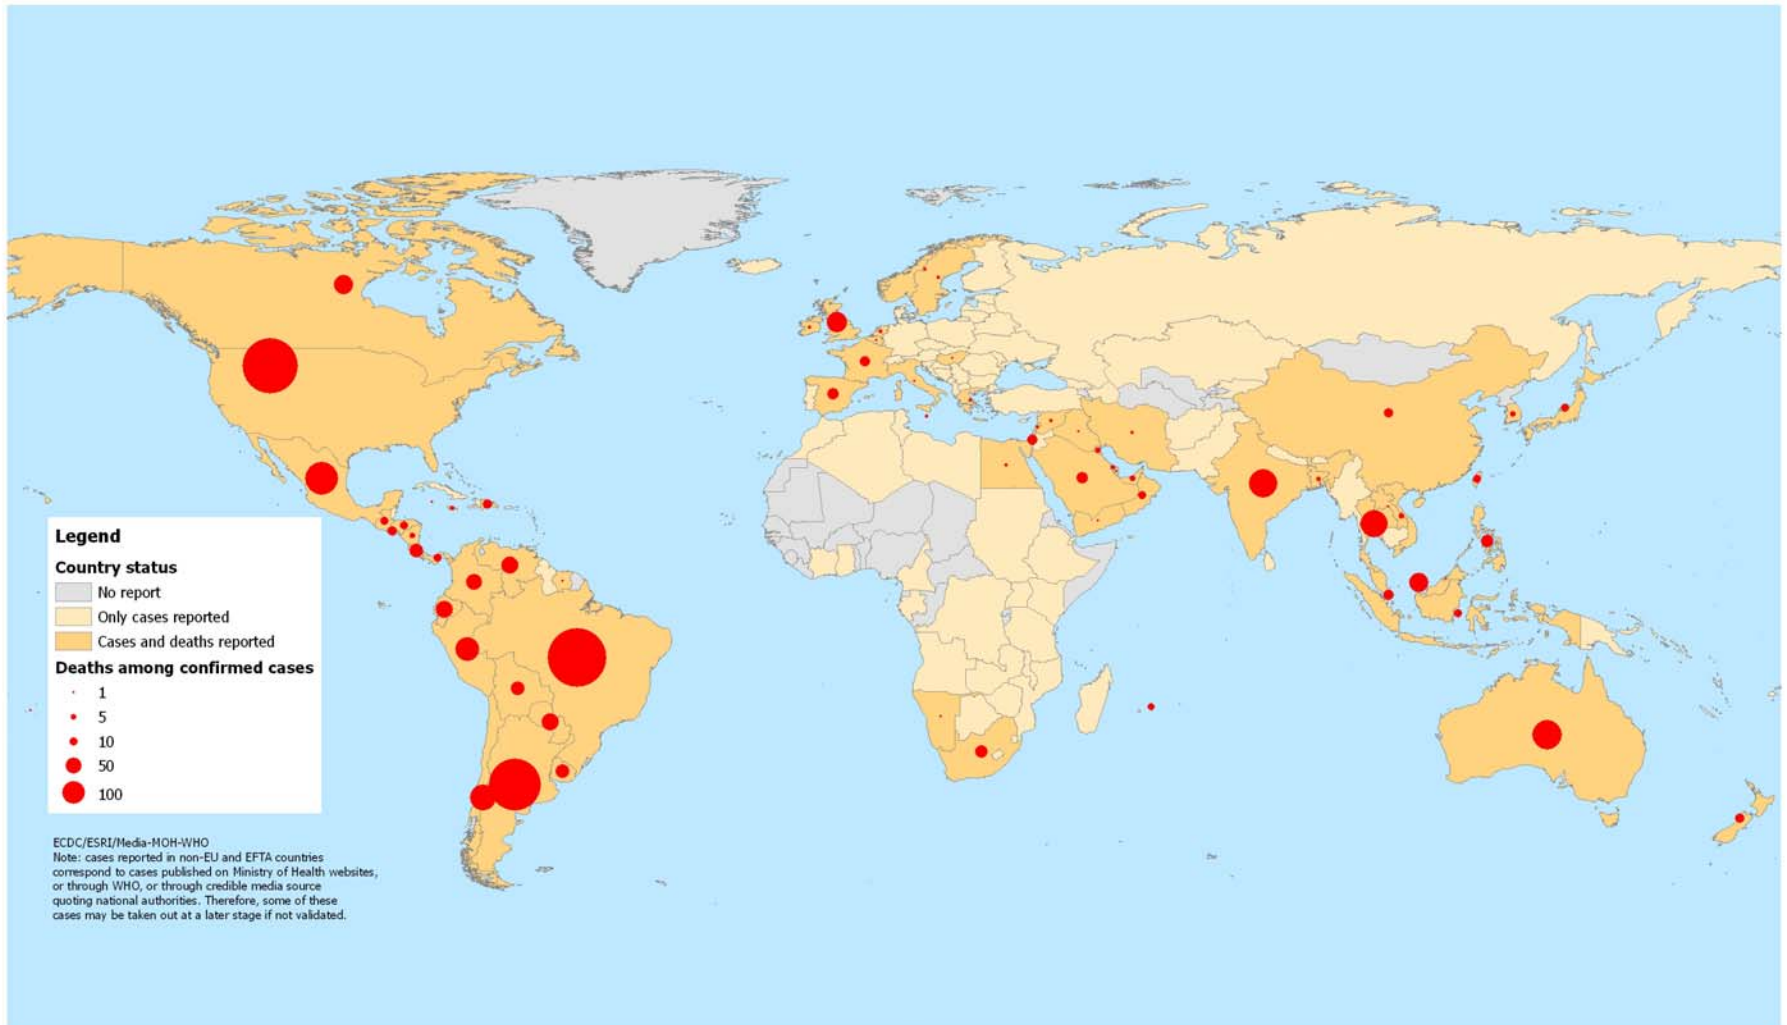 Legend
Country status
No report
Only cases reported
Cases and deaths reported
Deaths among confirmed cases
1
5
10
50
100
ECDC/ESRI/Media-MOH-WHO
Note: cases reported in non-EU and EFTA countries
correspond to cases published on Ministry of Health websites,
or through WHO, or through credible media source
quoting national authorities. Therefore, some of these
cases may be taken out at a later stage if not validated.